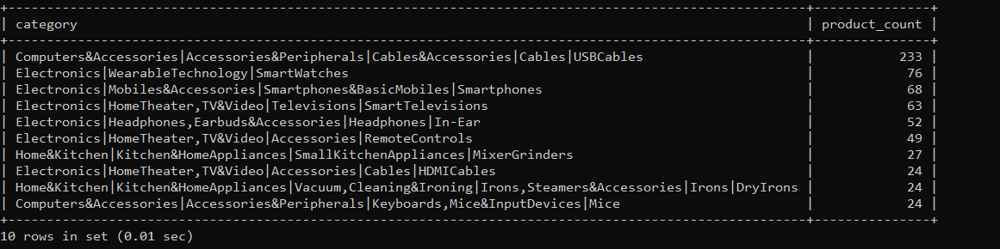 +----------------------------------------------------------------------------------------------------+---------------+
| category                                                                                           | product_count |
+----------------------------------------------------------------------------------------------------+---------------+
| Computers&Accessories|Accessories&Peripherals|Cables&Accessories|Cables|USBCables                  |           233 |
| Electronics|WearableTechnology|SmartWatches                                                        |            76 |
| Electronics|Mobiles&Accessories|Smartphones&BasicMobiles|Smartphones                               |            68 |
| Electronics|HomeTheater,TV&Video|Televisions|SmartTelevisions                                      |            63 |
| Electronics|Headphones,Earbuds&Accessories|Headphones|In-Ear                                       |            52 |
| Electronics|HomeTheater,TV&Video|Accessories|RemoteControls                                        |            49 |
| Home&Kitchen|Kitchen&HomeAppliances|SmallKitchenAppliances|MixerGrinders                           |            27 |
| Electronics|HomeTheater,TV&Video|Accessories|Cables|HDMICables                                     |            24 |
| Home&Kitchen|Kitchen&HomeAppliances|Vacuum,Cleaning&Ironing|Irons,Steamers&Accessories|Irons|DryIrons |            24 |
| Computers&Accessories|Accessories&Peripherals|Keyboards,Mice&InputDevices|Mice                     |            24 |
+----------------------------------------------------------------------------------------------------+---------------+
10 rows in set (0.01 sec)